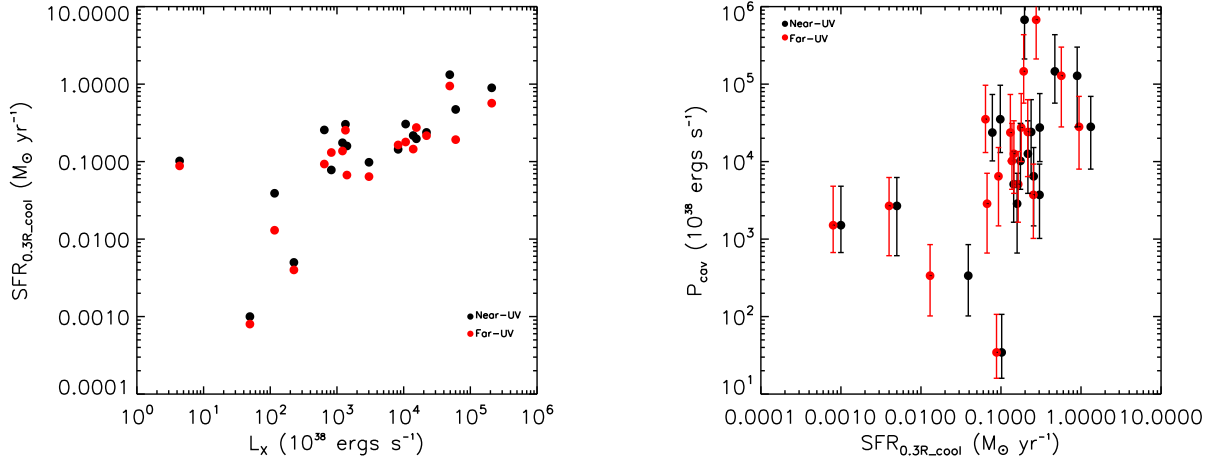 10.0000
1.0000
0.1000
0.0100
0.0010
0.0001
SFR0.3R_cool (M⊙ yr⁻¹)
Near-UV
Far-UV
10⁰ 10¹ 10² 10³ 10⁴ 10⁵ 10⁶
Lₓ (10³⁸ ergs s⁻¹)
10⁶
10⁵
10⁴
10³
10²
10¹
Pcav (10³⁸ ergs s⁻¹)
Near-UV
Far-UV
0.0001 0.0010 0.0100 0.1000 1.0000 10.0000
SFR0.3R_cool (M⊙ yr⁻¹)